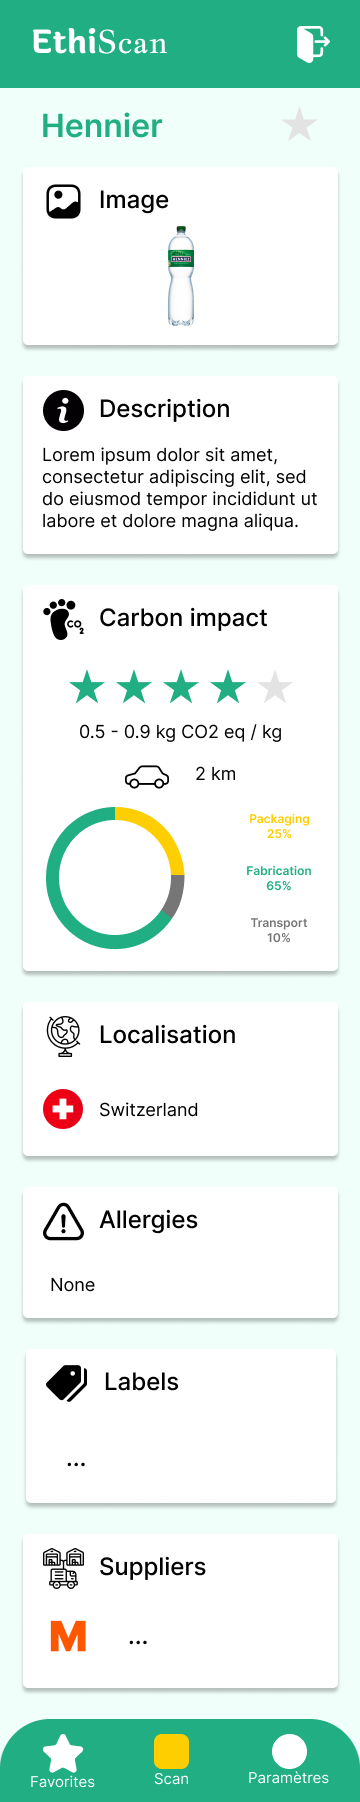 EthiScan
Hennier
Image
HENNIEZ
Description
Lorem ipsum dolor sit amet,
consectetur adipiscing elit, sed
do eiusmod tempor incididunt ut
labore et dolore magna aliqua.
CO2
Carbon impact
0.5 - 0.9 kg CO2 eq / kg
2 km
Packaging
25%
Fabrication
65%
Transport
10%
Localisation
Switzerland
Allergies
None
Labels
...
Suppliers
M
...
Favorites
Scan
Paramètres